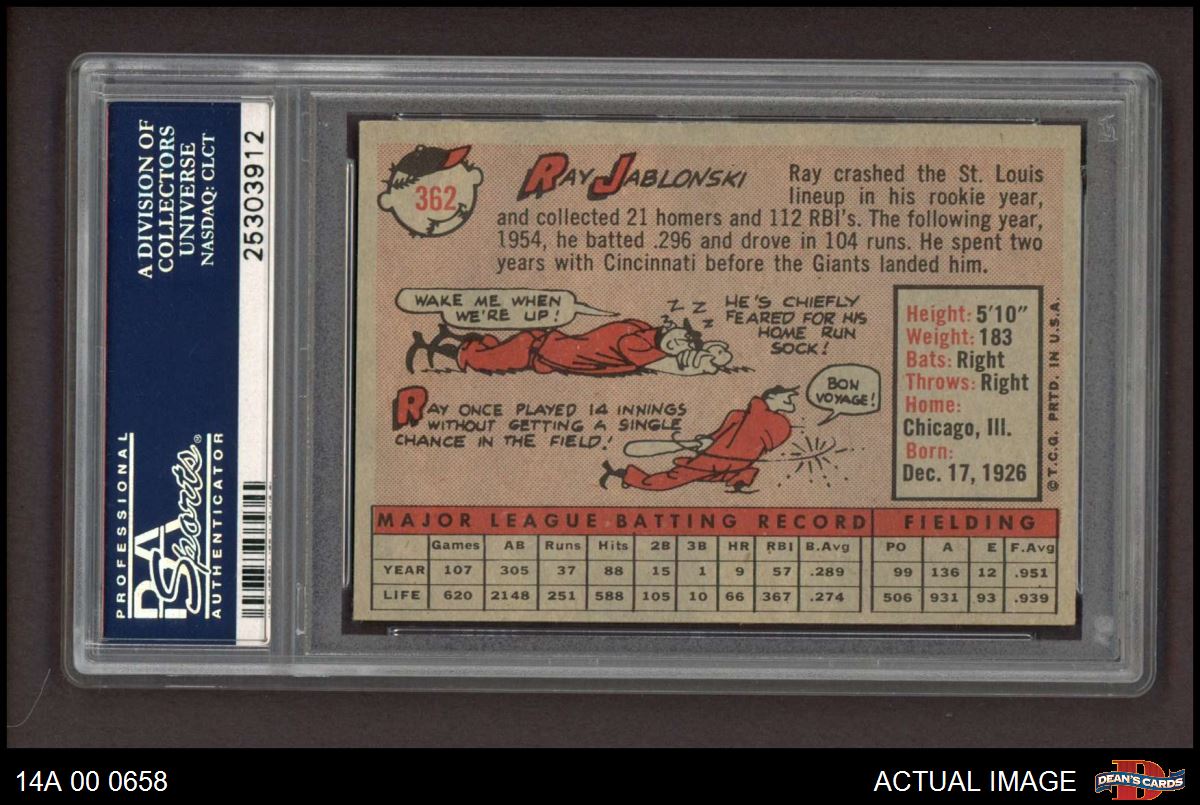 A DIVISION OF
COLLECTORS
UNIVERSE
NASDAQ: CLCT
25303912
PROFESSIONAL
PSA
Sports®
AUTHENTICATOR
362
RAY JABLONSKI
Ray crashed the St. Louis
lineup in his rookie year,
and collected 21 homers and 112 RBI's. The following year,
1954, he batted .296 and drove in 104 runs. He spent two
years with Cincinnati before the Giants landed him.
WAKE ME WHEN
WE'RE UP!
Z Z Z Z
HE'S CHIEFLY
FEARED FOR HIS
HOME RUN
SOCK!
RAY ONCE PLAYED 14 INNINGS
WITHOUT GETTING A SINGLE
CHANCE IN THE FIELD!
BON
VOYAGE!
Height: 5'10"
Weight: 183
Bats: Right
Throws: Right
Home:
Chicago, Ill.
Born:
Dec. 17, 1926
© T.C.G. PRTD. IN U.S.A.
MAJOR LEAGUE BATTING RECORD FIELDING
Games AB Runs Hits 2B 3B HR RBI B.Avg PO A E F.Avg
YEAR 107 305 37 88 15 1 9 57 .289 99 136 12 .951
LIFE 620 2148 251 588 105 10 66 367 .274 506 931 93 .939
14A 00 0658
ACTUAL IMAGE
D
DEAN'S CARDS